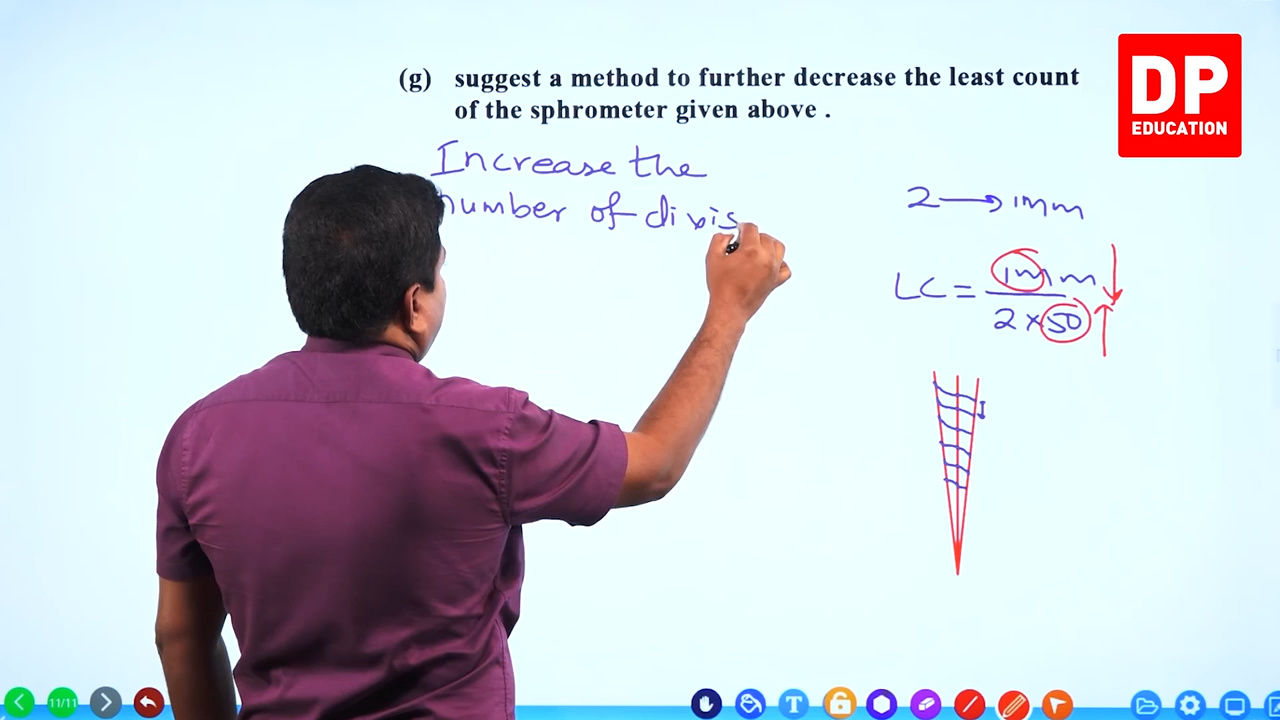 (g) suggest a method to further decrease the least count
of the sphrometer given above .
DP
EDUCATION
Increase the
number of divis
2 → 1mm
LC = 1mm
2 × 50
11/11
T